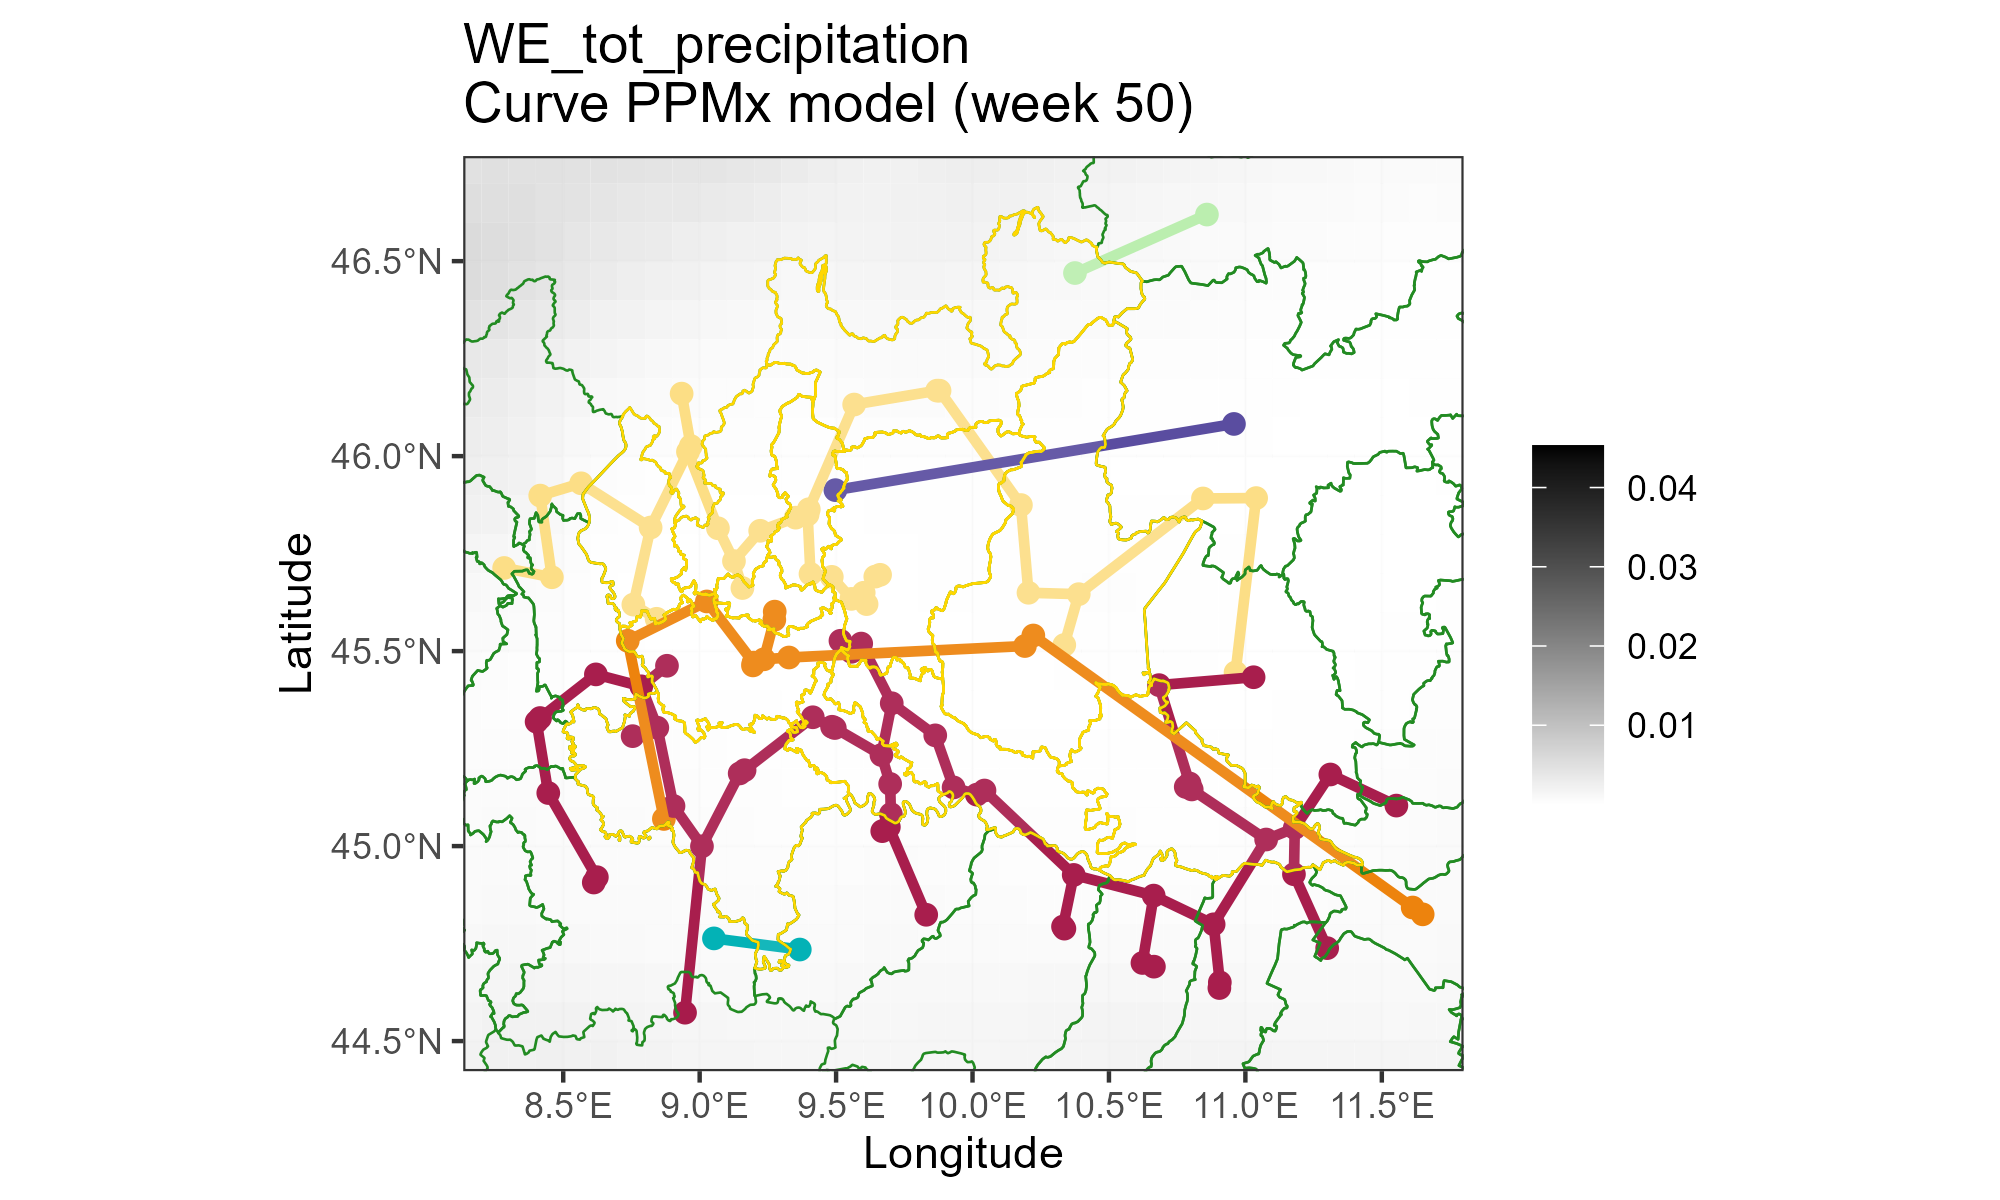 WE_tot_precipitation
Curve PPMx model (week 50)
46.5°N
46.0°N
45.5°N
45.0°N
44.5°N
Latitude
8.5°E
9.0°E
9.5°E
10.0°E
10.5°E
11.0°E
11.5°E
Longitude
0.04
0.03
0.02
0.01